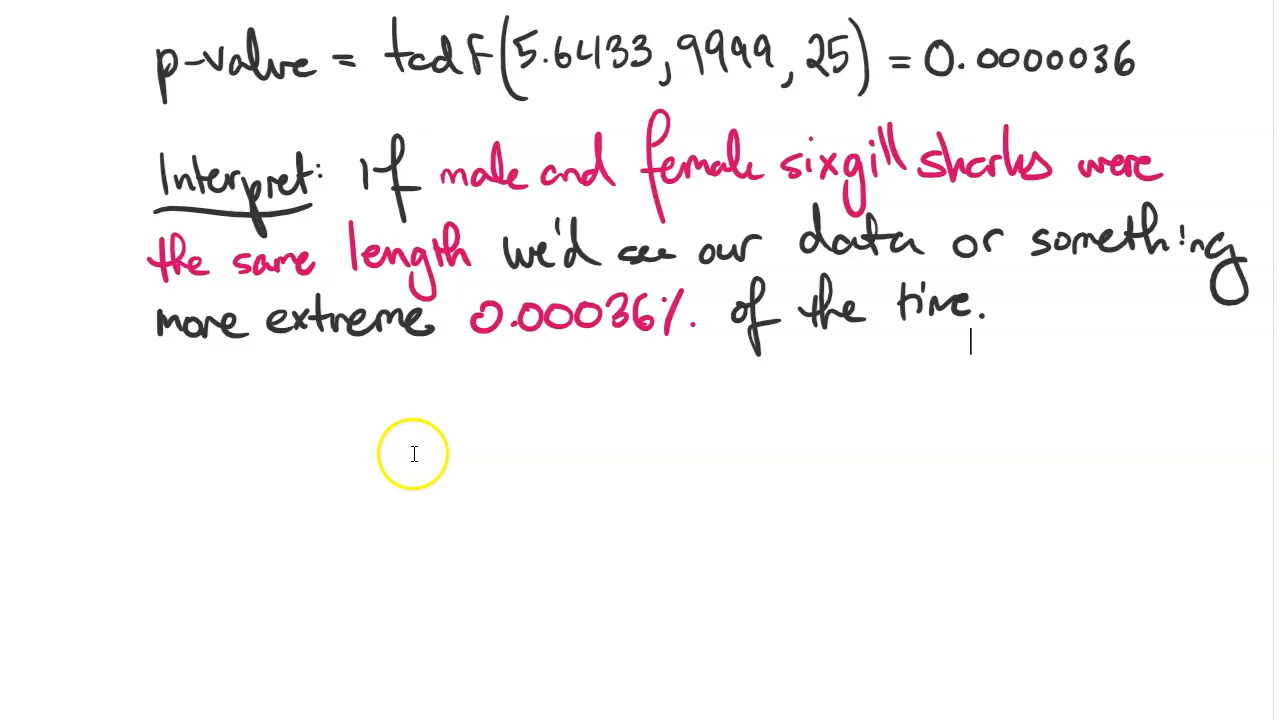 p-value = tcdf(5.6433, 9999, 25) = 0.0000036
Interpret: If male and female sixgill sharks were
the same length we'd see our data or something
more extreme 0.00036% of the time.